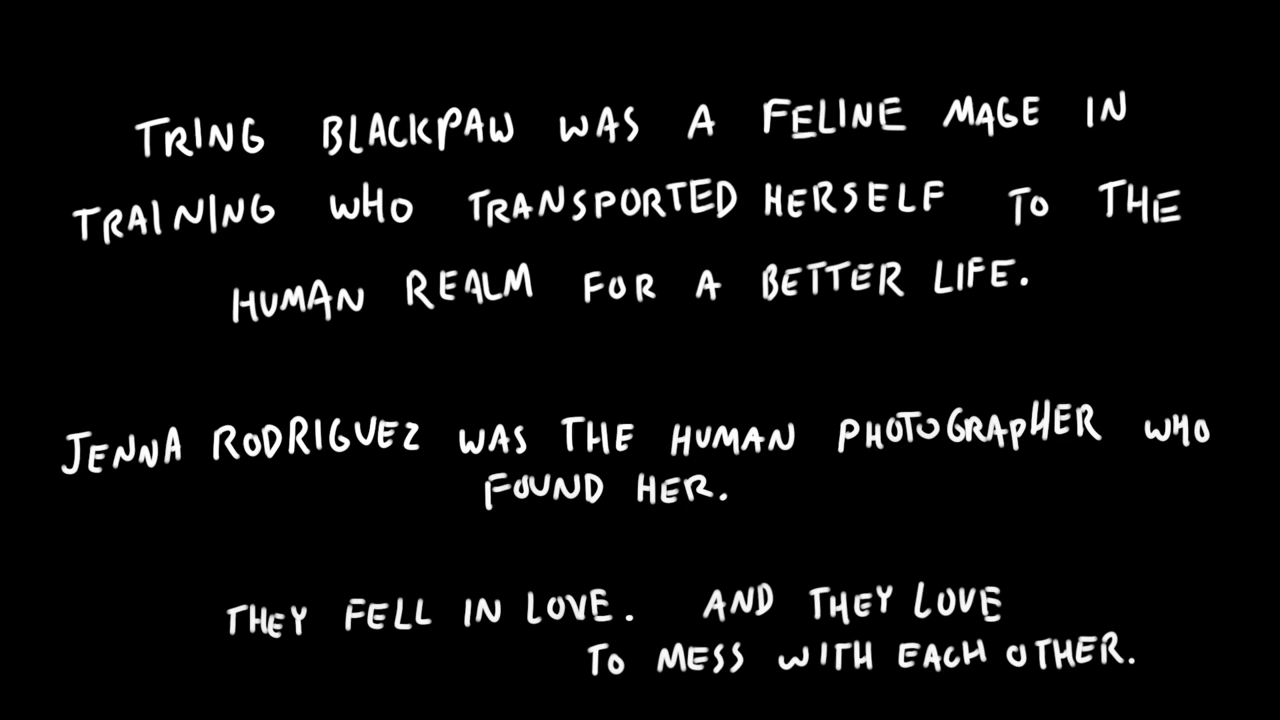 TRING BLACKPAW WAS A FELINE MAGE IN
TRAINING WHO TRANSPORTED HERSELF TO THE
HUMAN REALM FOR A BETTER LIFE.
JENNA RODRIGUEZ WAS THE HUMAN PHOTOGRAPHER WHO
FOUND HER.
THEY FELL IN LOVE. AND THEY LOVE
TO MESS WITH EACH OTHER.